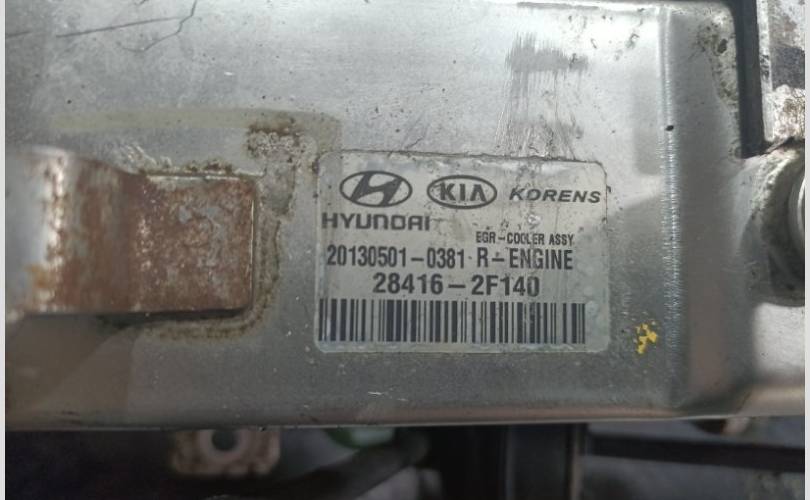 KIA KORENS
HYUNDAI
EGR-COOLER ASSY
20130501-0381 R-ENGINE
28416-2F140